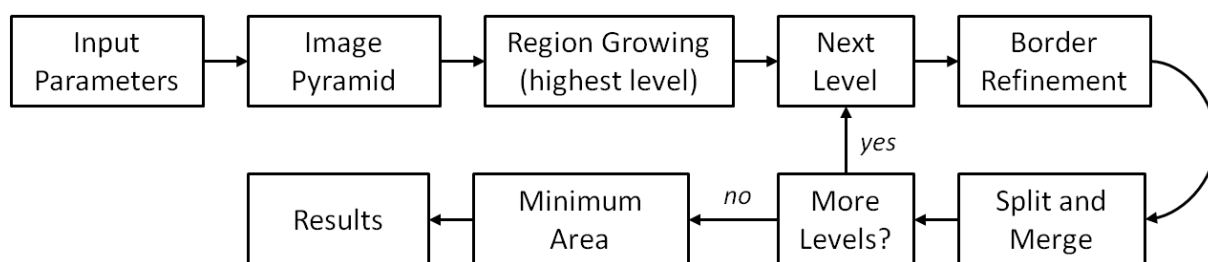 Input
Parameters
Image
Pyramid
Region Growing
(highest level)
Next
Level
Border
Refinement
yes
Split and
Merge
More
Levels?
no
Minimum
Area
Results